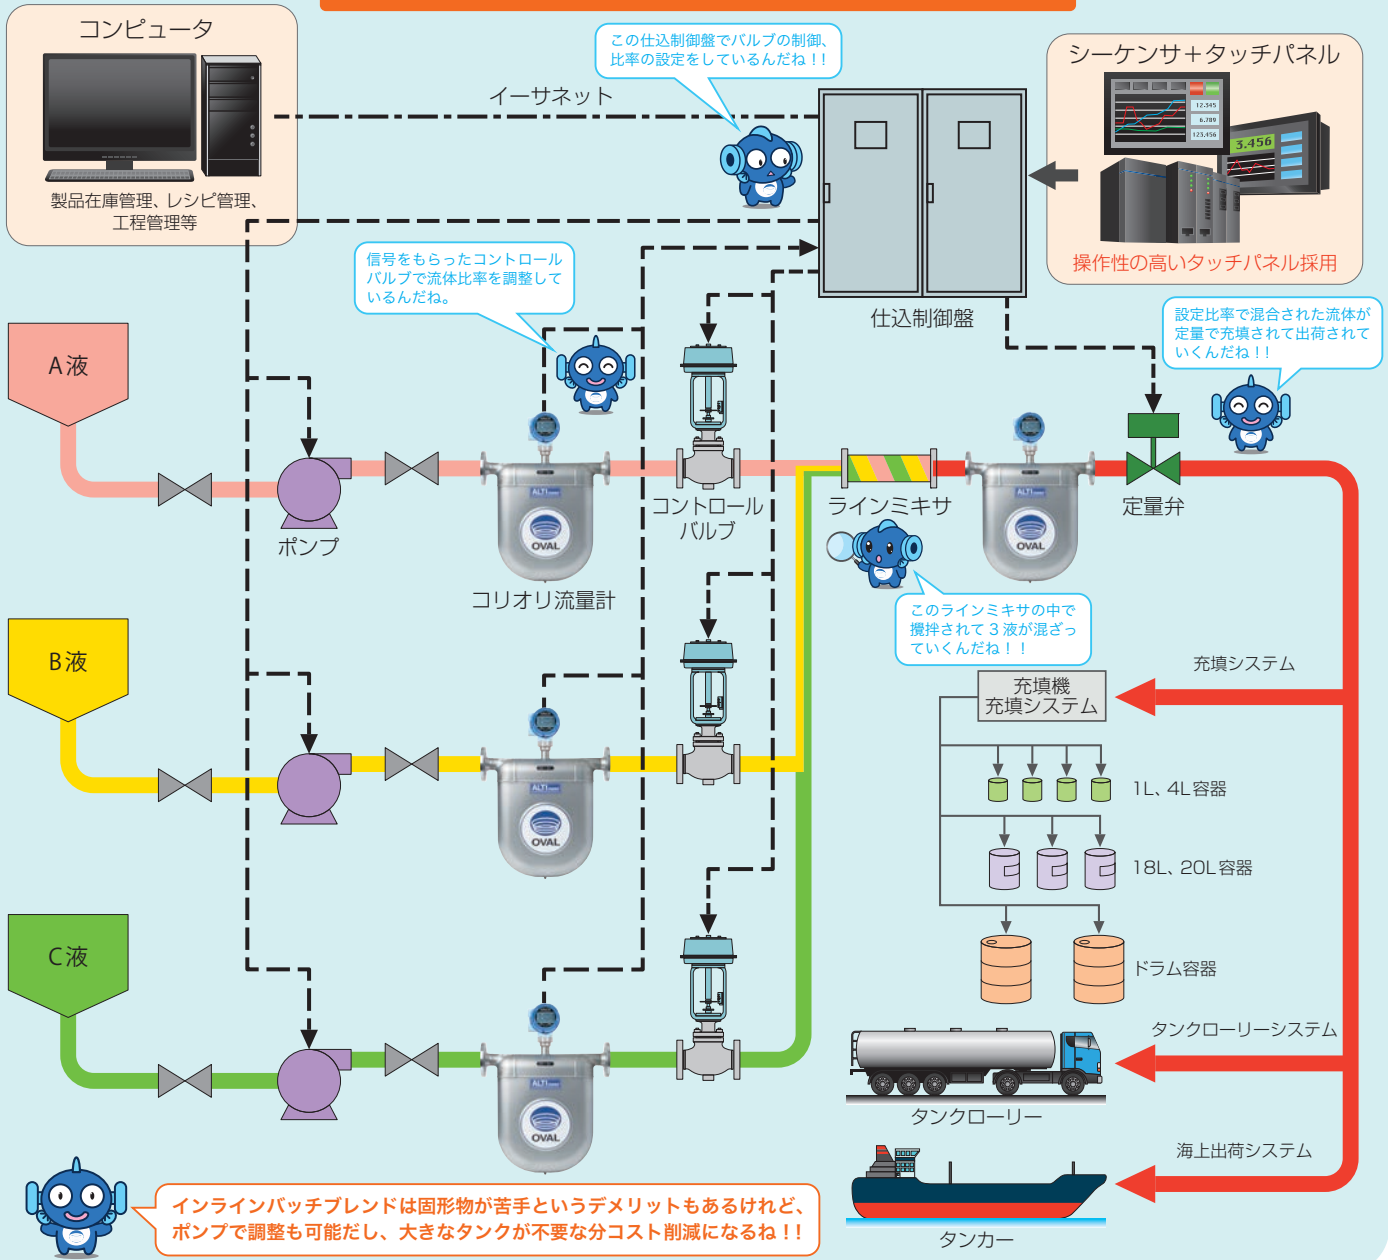 コンピュータ
製品在庫管理、レシピ管理、
工程管理等
イーサネット
この仕込制御盤でバルブの制御、
比率の設定をしているんだね!!
シーケンサ+タッチパネル
12.345
6.789
123.456
3.456
操作性の高いタッチパネル採用
仕込制御盤
信号をもらったコントロール
バルブで流体比率を調整して
いるんだね。
設定比率で混合された流体が
定量で充填されて出荷されて
いくんだね!!
A液
ポンプ
ALTI
OVAL
コリオリ流量計
コントロール
バルブ
ラインミキサ
ALTI
OVAL
定量弁
このラインミキサの中で
攪拌されて3液が混ざっ
ていくんだね!!
B液
ALTI
OVAL
C液
ALTI
OVAL
充填システム
充填機
充填システム
1L、4L容器
18L、20L容器
ドラム容器
タンクローリーシステム
タンクローリー
海上出荷システム
タンカー
インラインバッチブレンドは固形物が苦手というデメリットもあるけれど、
ポンプで調整も可能だし、大きなタンクが不要な分コスト削減になるね!!